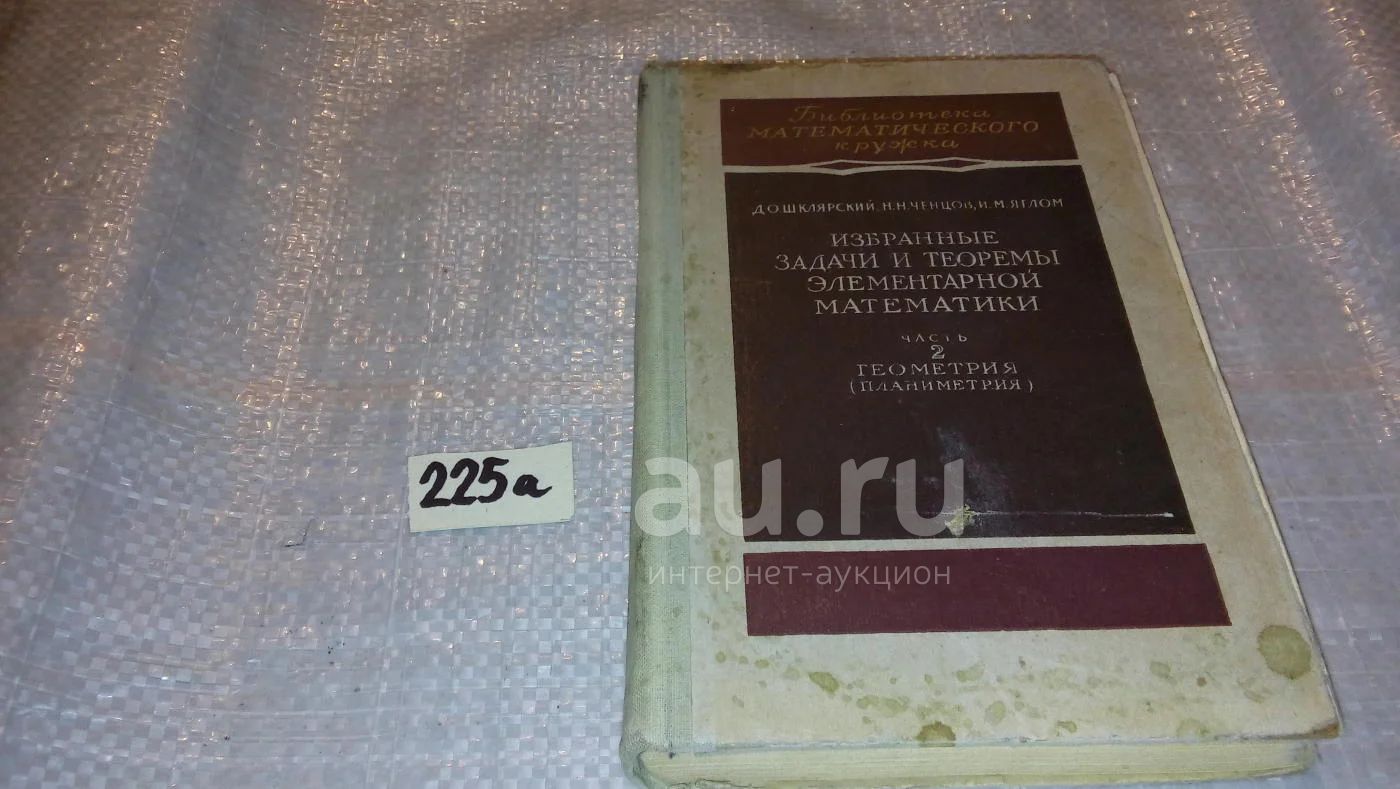 Библиотека
МАТЕМАТИЧЕСКОГО
кружка
Д.О.ШКЛЯРСКИЙ, Н.Н.ЧЕНЦОВ, И.М.ЯГЛОМ
ИЗБРАННЫЕ
ЗАДАЧИ И ТЕОРЕМЫ
ЭЛЕМЕНТАРНОЙ
МАТЕМАТИКИ
ЧАСТЬ
2
ГЕОМЕТРИЯ
(ПЛАНИМЕТРИЯ)
225а
au.ru
интернет-аукцион